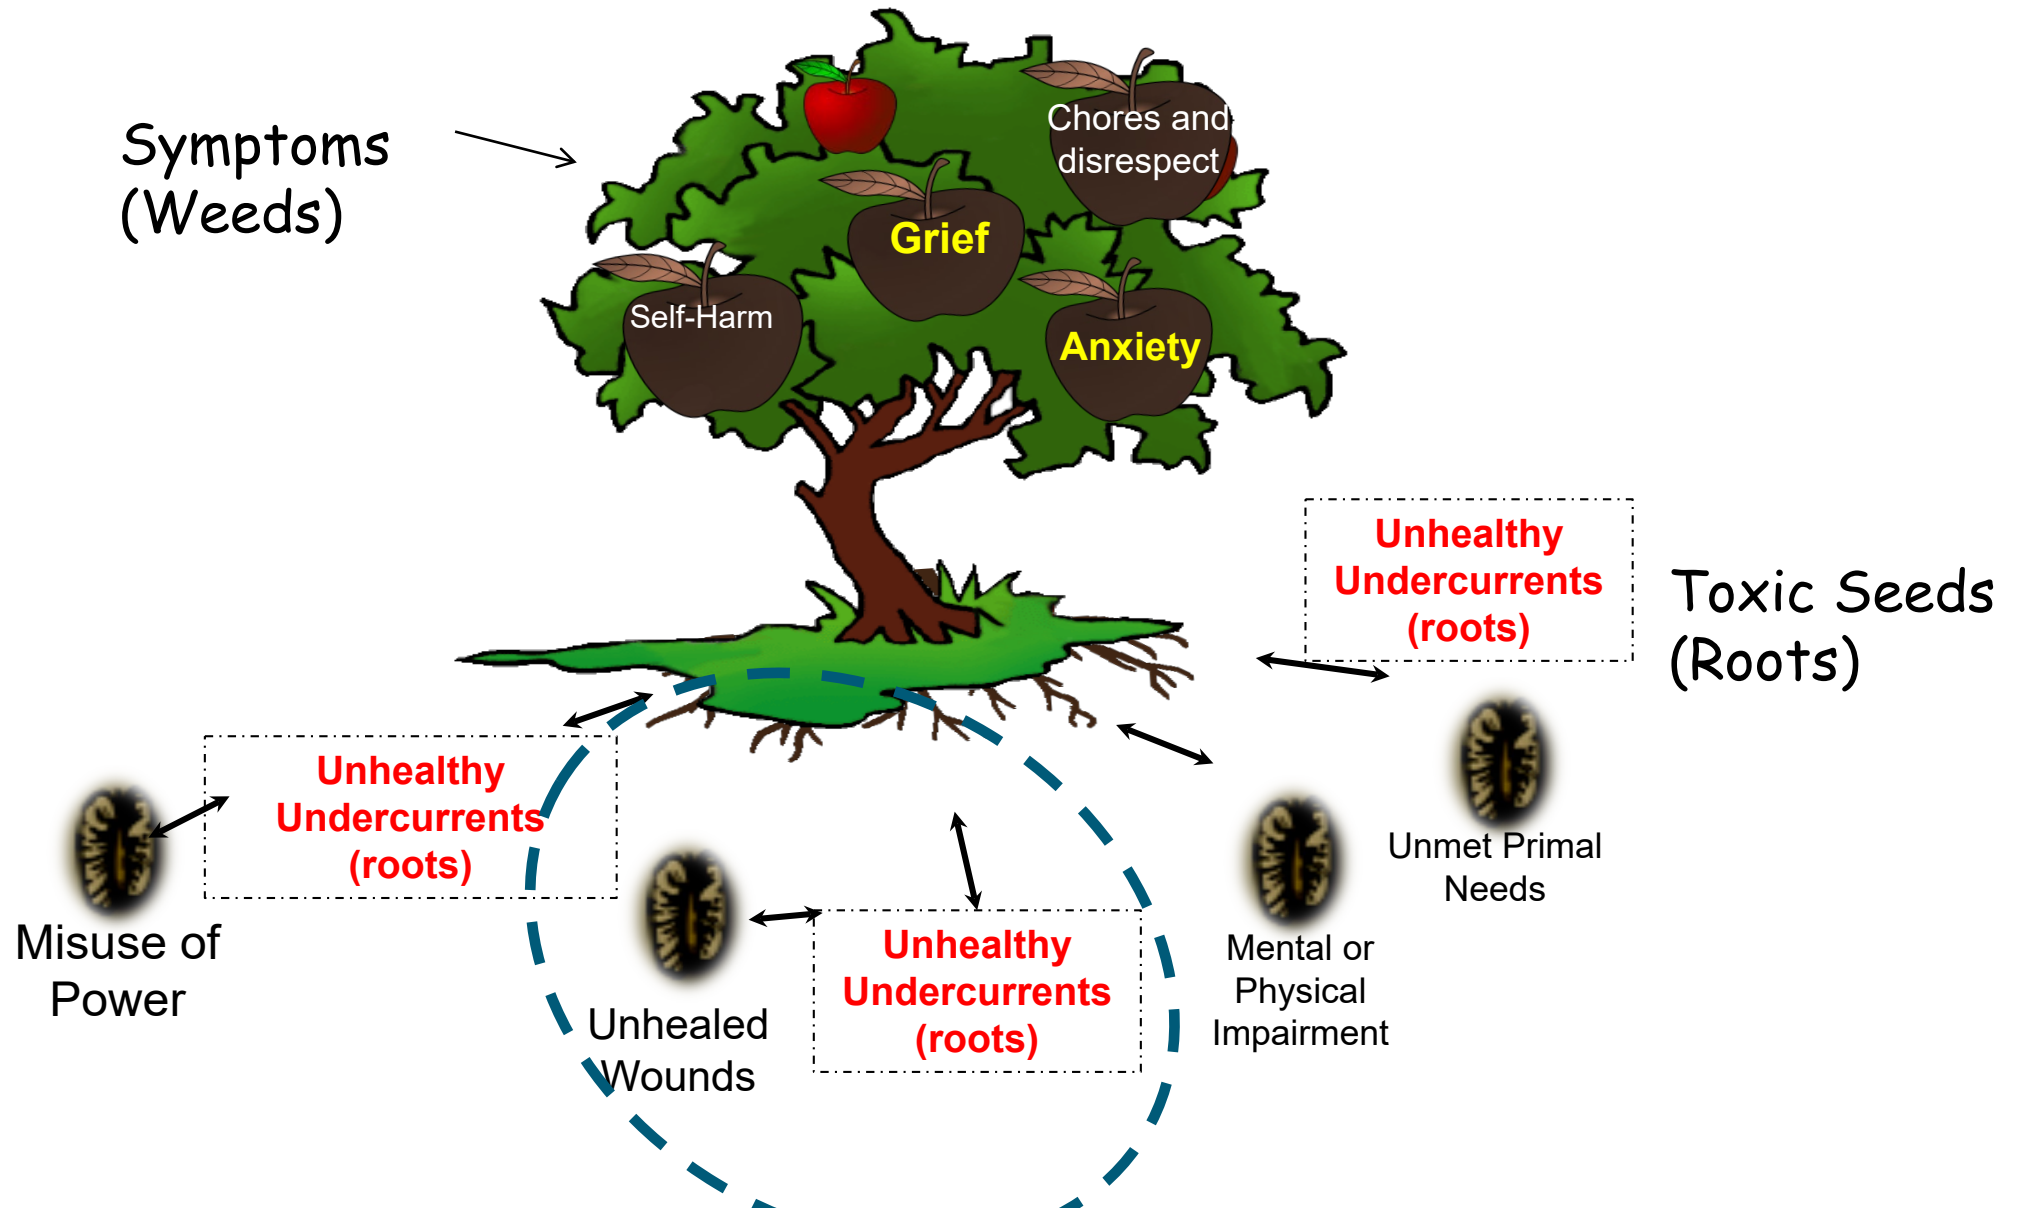 Symptoms
(Weeds)
Chores and
disrespect
Grief
Self-Harm
Anxiety
Unhealthy
Undercurrents
(roots)
Toxic Seeds
(Roots)
Unhealthy
Undercurrents
(roots)
Misuse of
Power
Unhealed
Wounds
Unhealthy
Undercurrents
(roots)
Mental or
Physical
Impairment
Unmet Primal
Needs